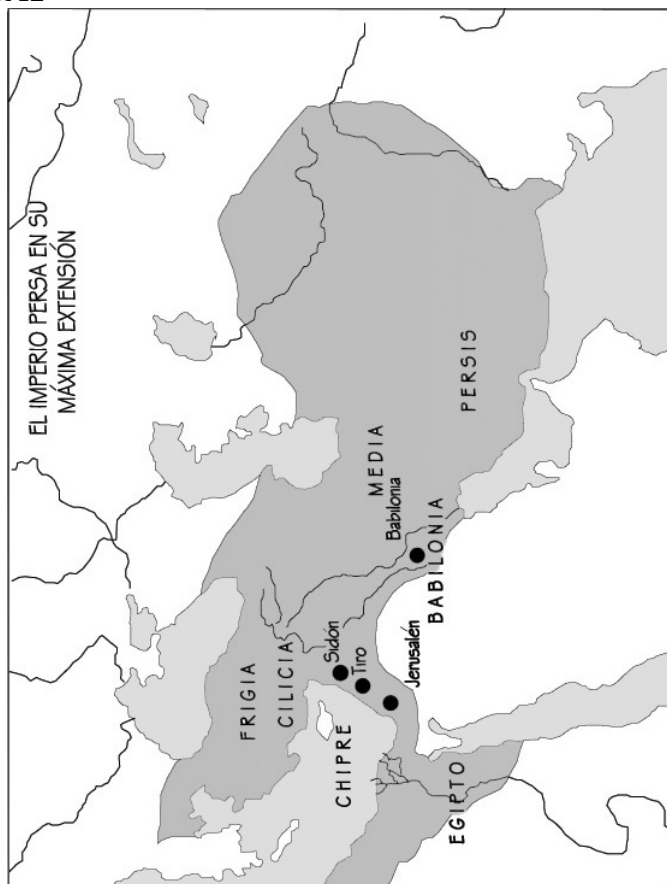 EL IMPERIO PERSA EN SU
MÁXIMA EXTENSIÓN
FRIGIA
CILICIA
CHIPRE
Sidón
Tiro
Jerusalén
EGIPTO
MEDIA
Babilonia
BABILONIA
PERSIS